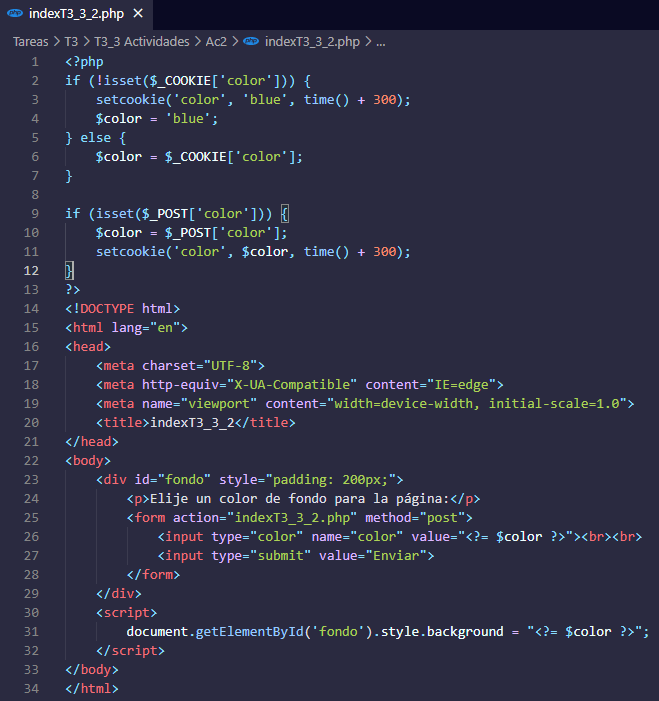 php indexT3_3_2.php ✕
Tareas > T3 > T3_3 Actividades > Ac2 > php indexT3_3_2.php > ...
1 <?php
2 if (!isset($_COOKIE['color'])) {
3     setcookie('color', 'blue', time() + 300);
4     $color = 'blue';
5 } else {
6     $color = $_COOKIE['color'];
7 }
8
9 if (isset($_POST['color'])) {
10     $color = $_POST['color'];
11     setcookie('color', $color, time() + 300);
12 }
13 ?>
14 <!DOCTYPE html>
15 <html lang="en">
16 <head>
17     <meta charset="UTF-8">
18     <meta http-equiv="X-UA-Compatible" content="IE=edge">
19     <meta name="viewport" content="width=device-width, initial-scale=1.0">
20     <title>indexT3_3_2</title>
21 </head>
22 <body>
23     <div id="fondo" style="padding: 200px;">
24         <p>Elije un color de fondo para la página:</p>
25         <form action="indexT3_3_2.php" method="post">
26             <input type="color" name="color" value="<?= $color ?>"><br><br>
27             <input type="submit" value="Enviar">
28         </form>
29     </div>
30     <script>
31         document.getElementById('fondo').style.background = "<?= $color ?>";
32     </script>
33 </body>
34 </html>